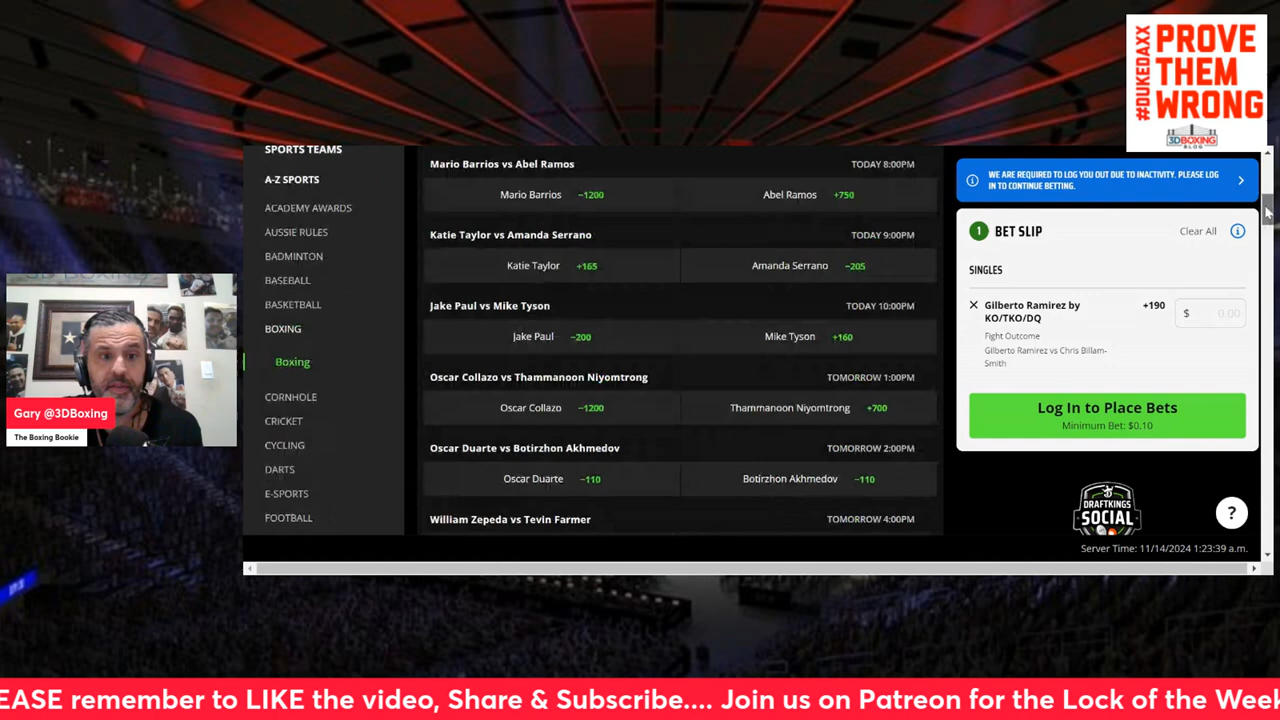 #DUKEDAXX
PROVE
THEM
WRONG
3DBOXING
BLOG
SPORTS TEAMS
A-Z SPORTS
ACADEMY AWARDS
AUSSIE RULES
BADMINTON
BASEBALL
BASKETBALL
BOXING
Boxing
CORNHOLE
CRICKET
CYCLING
DARTS
E-SPORTS
FOOTBALL
Mario Barrios vs Abel Ramos TODAY 8:00PM
Mario Barrios −1200 Abel Ramos +750
Katie Taylor vs Amanda Serrano TODAY 9:00PM
Katie Taylor +165 Amanda Serrano −205
Jake Paul vs Mike Tyson TODAY 10:00PM
Jake Paul −200 Mike Tyson +160
Oscar Collazo vs Thammanoon Niyomtrong TOMORROW 1:00PM
Oscar Collazo −1200 Thammanoon Niyomtrong +700
Oscar Duarte vs Botirzhon Akhmedov TOMORROW 2:00PM
Oscar Duarte −110 Botirzhon Akhmedov −110
William Zepeda vs Tevin Farmer TOMORROW 4:00PM
WE ARE REQUIRED TO LOG YOU OUT DUE TO INACTIVITY. PLEASE LOG
IN TO CONTINUE BETTING.
1 BET SLIP Clear All
SINGLES
Gilberto Ramirez by +190 $ 0.00
KO/TKO/DQ
Fight Outcome
Gilberto Ramirez vs Chris Billam-
Smith
Log In to Place Bets
Minimum Bet: $0.10
DRAFTKINGS
SOCIAL
?
Server Time: 11/14/2024 1:23:39 a.m.
3D BOXING
Gary @3DBoxing
The Boxing Bookie
EASE remember to LIKE the video, Share & Subscribe.... Join us on Patreon for the Lock of the Week